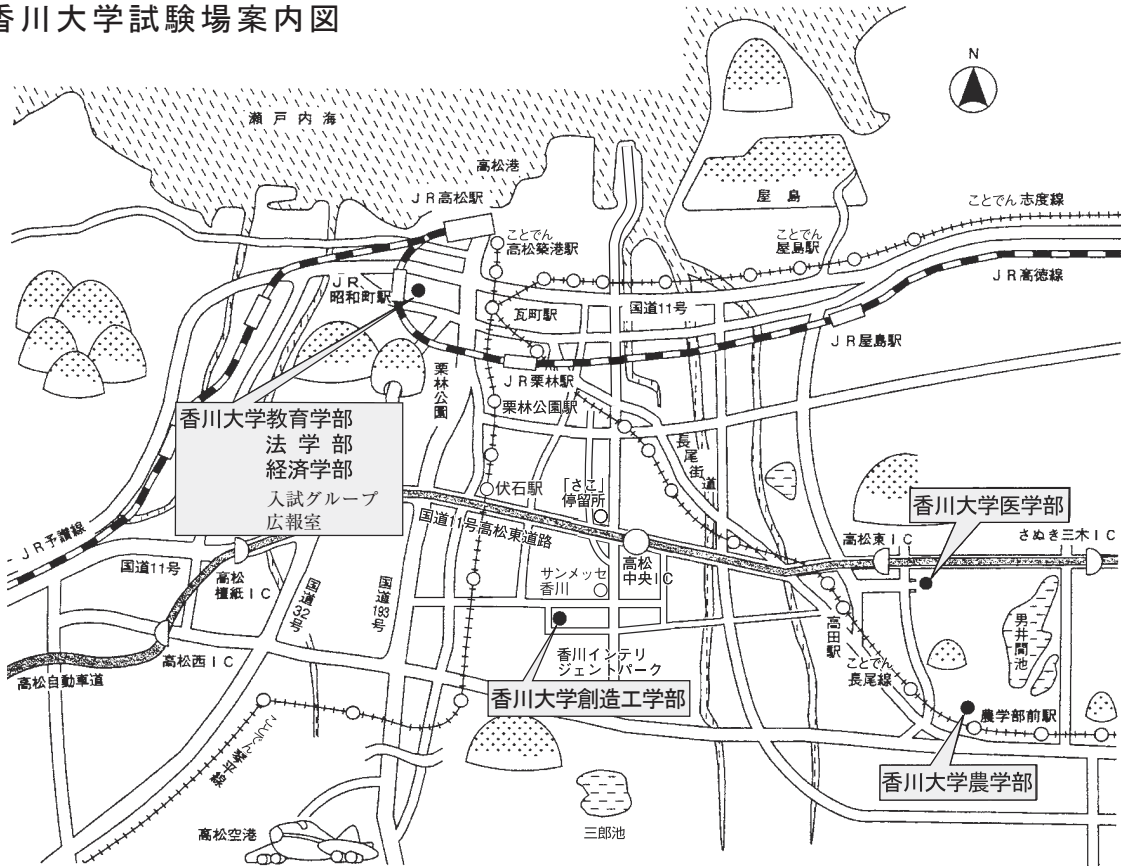 香川大学試験場案内図
N
瀬戸内海
高松港
JR高松駅
屋島
ことでん志度線
ことでん
高松築港駅
ことでん
屋島駅
JR高徳線
JR
昭和町駅
瓦町駅
国道11号
JR屋島駅
栗林公園
JR栗林駅
栗林公園駅
香川大学教育学部
法学部
経済学部
入試グループ
広報室
長尾街道
伏石駅
「さこ」
停留所
香川大学医学部
JR予讃線
国道11号高松東道路
高松東IC
さぬき三木IC
国道11号
高松
檀紙IC
国道32号
国道193号
サンメッセ
香川
高松
中央IC
男井間池
高松西IC
高松自動車道
香川インテリ
ジェントパーク
高田駅
ことでん
長尾線
香川大学創造工学部
農学部前駅
ことでん琴平線
香川大学農学部
高松空港
三郎池